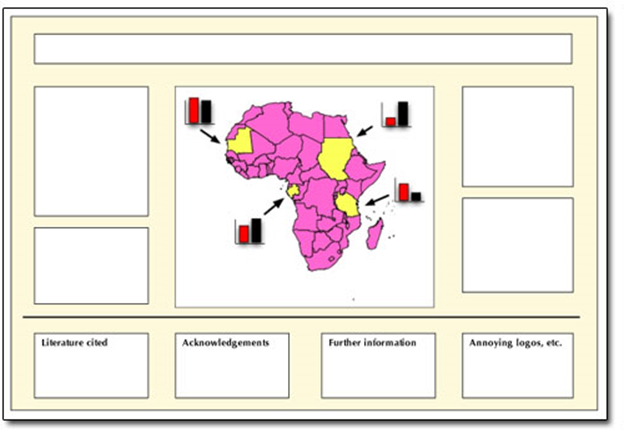 Literature cited
Acknowledgements
Further information
Annoying logos, etc.